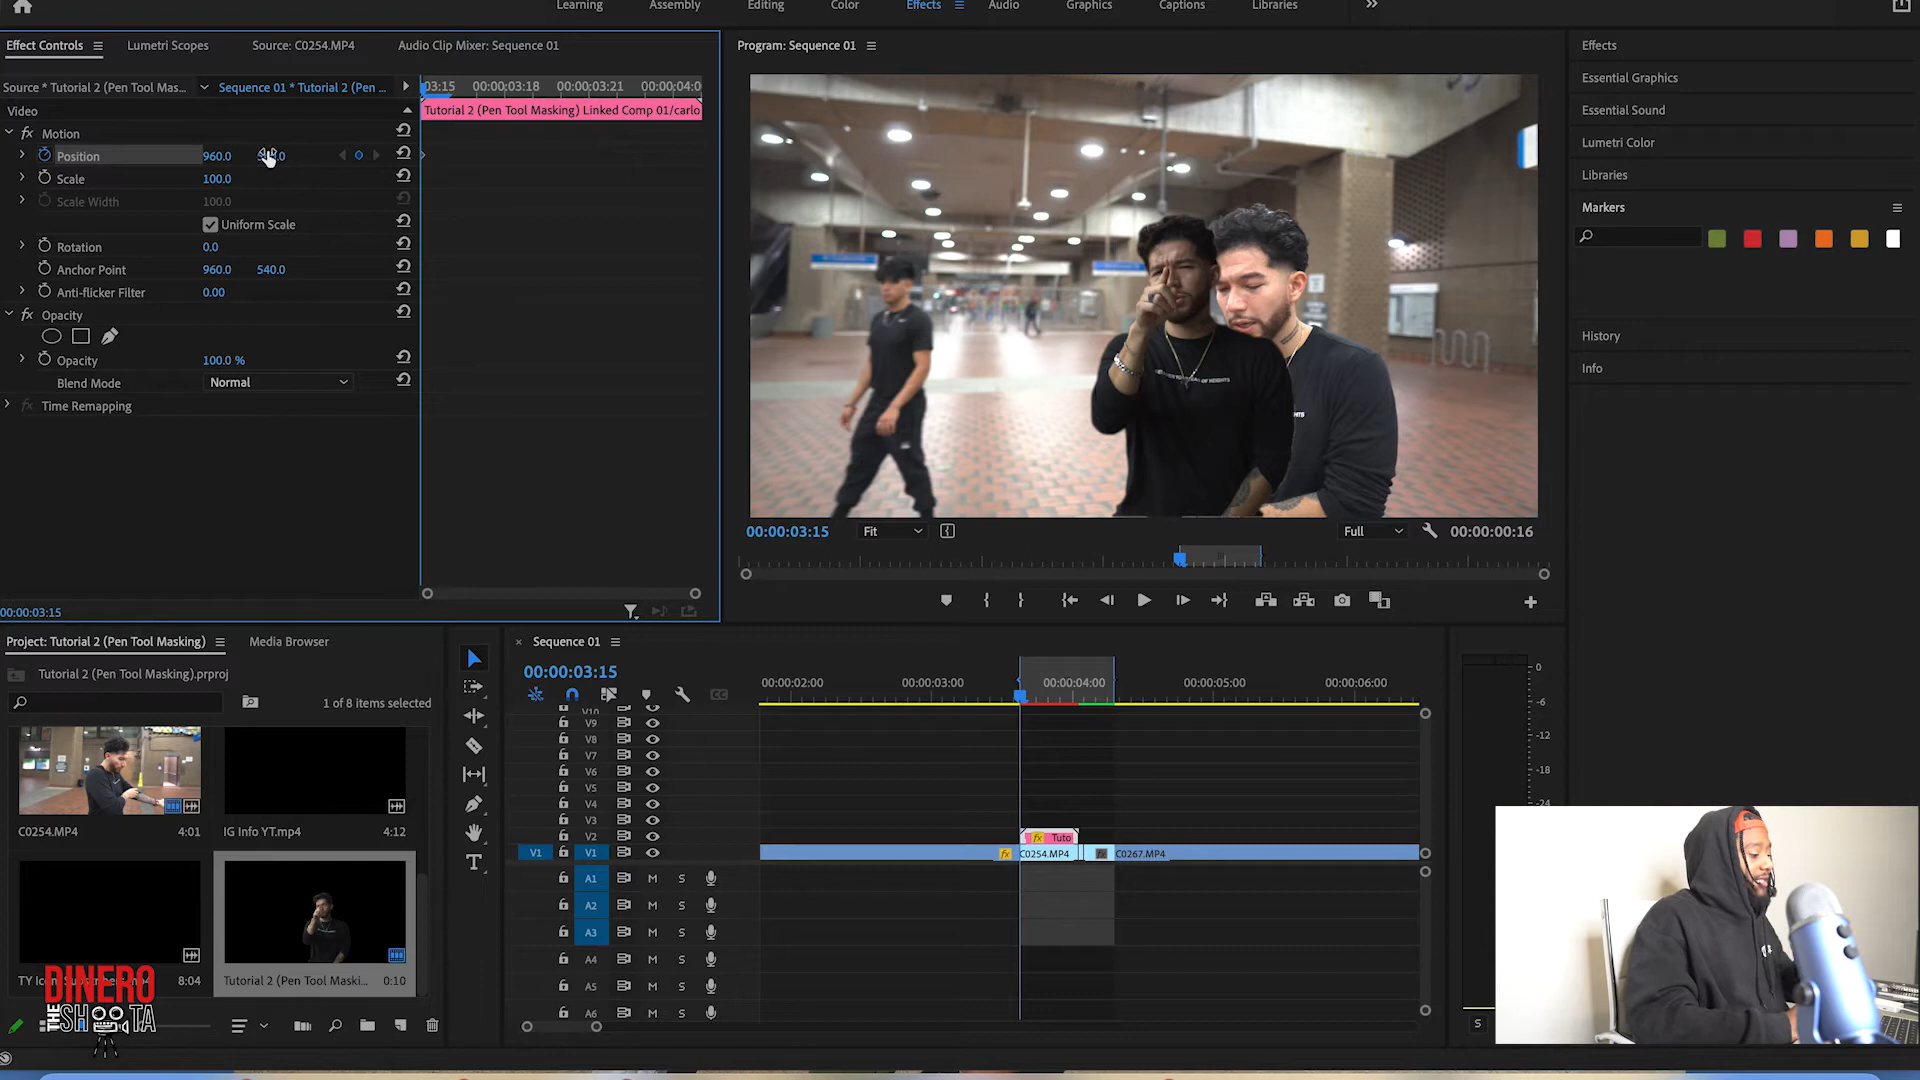 Learning Assembly Editing Color Effects Audio Graphics Captions Libraries
Effect Controls Lumetri Scopes Source: C0254.MP4 Audio Clip Mixer: Sequence 01
Source * Tutorial 2 (Pen Tool Mas... Sequence 01 * Tutorial 2 (Pen ...
03:15 00:00:03:18 00:00:03:21 00:00:04:0
Video
Tutorial 2 (Pen Tool Masking) Linked Comp 01/carlo
fx Motion
Position 960.0
Scale 100.0
Scale Width 100.0
Uniform Scale
Rotation 0.0
Anchor Point 960.0 540.0
Anti-flicker Filter 0.00
fx Opacity
Opacity 100.0 %
Blend Mode Normal
fx Time Remapping
00:00:03:15
Program: Sequence 01
00:00:03:15 Fit Full 00:00:00:16
Effects
Essential Graphics
Essential Sound
Lumetri Color
Libraries
Markers
History
Info
Project: Tutorial 2 (Pen Tool Masking) Media Browser
Tutorial 2 (Pen Tool Masking).prproj
1 of 8 items selected
C0254.MP4 4:01
IG Info YT.mp4 4:12
8:04
Tutorial 2 (Pen Tool Maski... 0:10
DINERO
THE SHOOTA
× Sequence 01
00:00:03:15
00:00:02:00 00:00:03:00 00:00:04:00 00:00:05:00 00:00:06:00
V10
V9
V8
V7
V6
V5
V4
V3
V2 fx Tuto
V1 V1 fx C0254.MP4 fx C0267.MP4
A1 M S
A2 M S
A3 M S
A4 M S
A5 M S
A6 M S
0
-6
-12
-18
-24
S